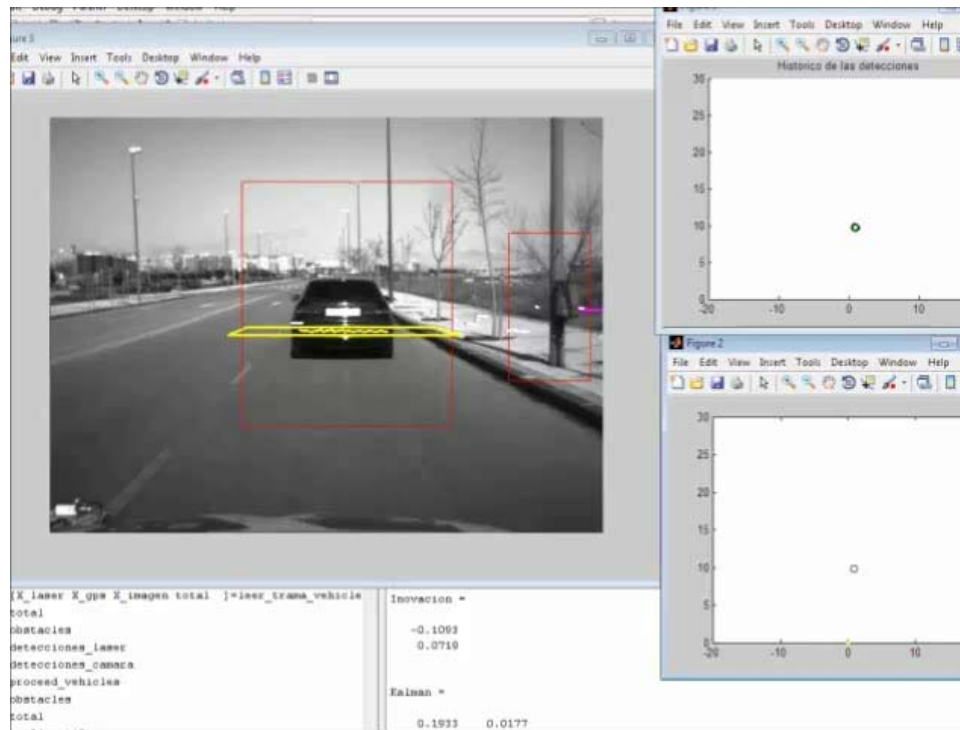 File Edit View Insert Tools Desktop Window Help
Historico de las detecciones
30
25
20
15
10
5
0
-20 -10 0 10
Edit View Insert Tools Desktop Window Help
Figure 2
File Edit View Insert Tools Desktop Window Help
30
25
20
15
10
5
0
-20 -10 0 10
[X_laser X_gps X_imagen total ]=leer_trama_vehicle
total
obstacles
detecciones_laser
detecciones_camara
proceed_vehicles
obstacles
total
Inovacion =
-0.1093
0.0719
Kalman =
0.1933 0.0177